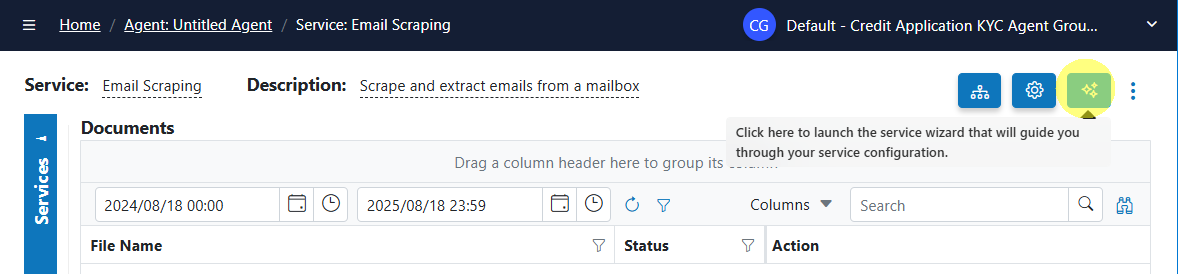 Home / Agent: Untitled Agent / Service: Email Scraping
CG Default - Credit Application KYC Agent Grou...
Service: Email Scraping Description: Scrape and extract emails from a mailbox
Click here to launch the service wizard that will guide you
through your service configuration.
Services
Documents
Drag a column header here to group its column
2024/08/18 00:00 2025/08/18 23:59 Columns Search
File Name Status Action